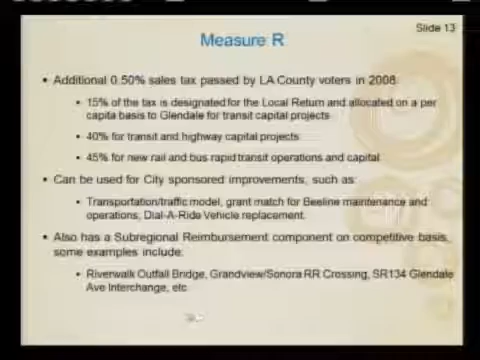 Slide 13
Measure R
• Additional 0.50% sales tax passed by LA County voters in 2008:
• 15% of the tax is designated for the Local Return and allocated on a per
capita basis to Glendale for transit capital projects
• 40% for transit and highway capital projects
• 45% for new rail and bus rapid transit operations and capital
• Can be used for City sponsored improvements, such as:
• Transportation/traffic model, grant match for Beeline maintenance and
operations, Dial-A-Ride Vehicle replacement.
• Also has a Subregional Reimbursement component on competitive basis,
some examples include:
• Riverwalk Outfall Bridge, Grandview/Sonora RR Crossing, SR134 Glendale
Ave Interchange, etc